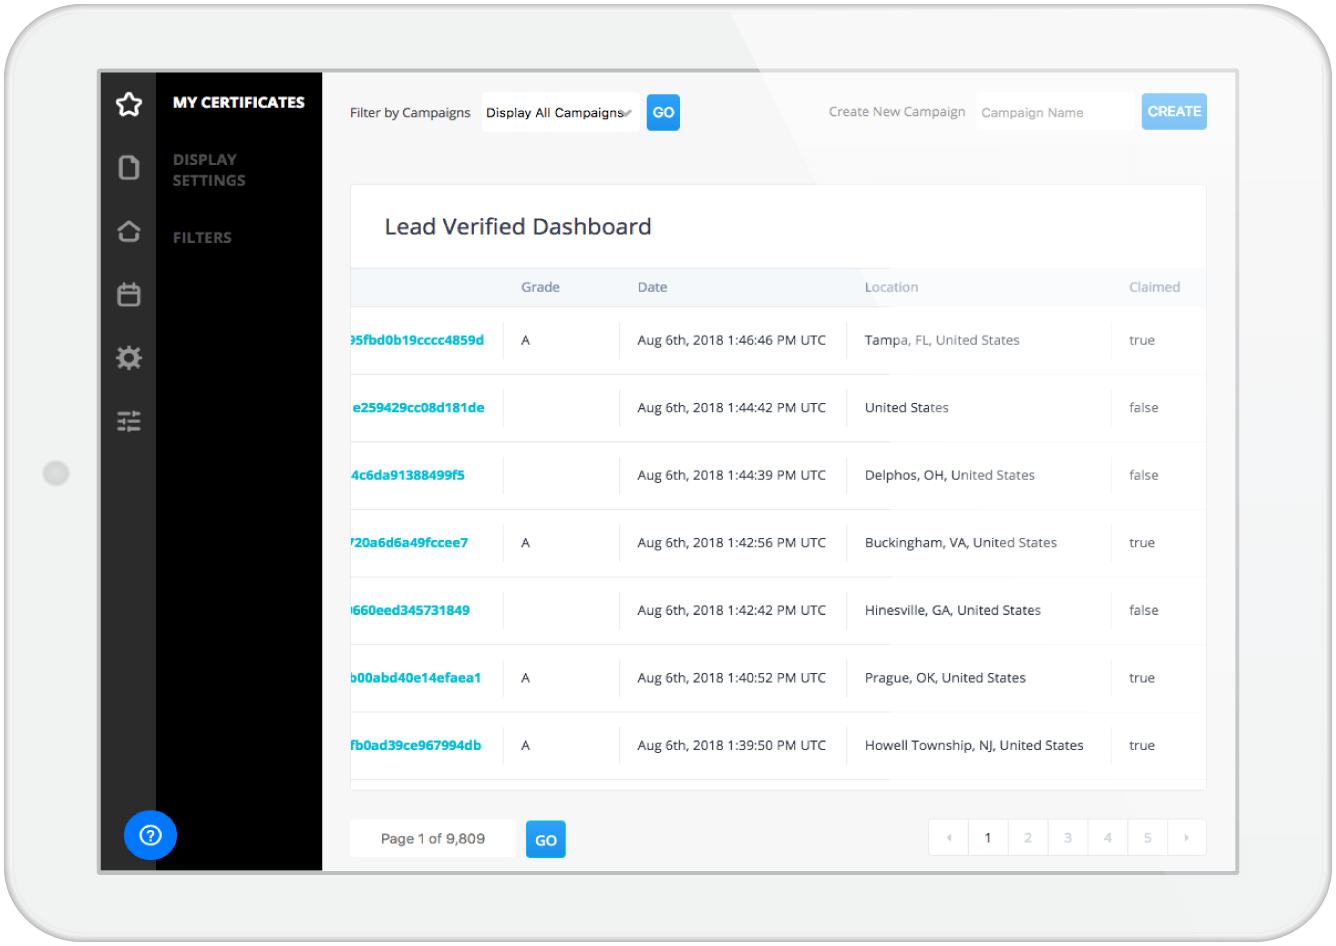 MY CERTIFICATES
DISPLAY
SETTINGS
FILTERS
Filter by Campaigns Display All Campaigns GO Create New Campaign Campaign Name CREATE
Lead Verified Dashboard
Grade Date Location Claimed
95fbd0b19cccc4859d A Aug 6th, 2018 1:46:46 PM UTC Tampa, FL, United States true
e259429cc08d181de Aug 6th, 2018 1:44:42 PM UTC United States false
4c6da91388499f5 Aug 6th, 2018 1:44:39 PM UTC Delphos, OH, United States false
720a6d6a49fccee7 A Aug 6th, 2018 1:42:56 PM UTC Buckingham, VA, United States true
0660eed345731849 Aug 6th, 2018 1:42:42 PM UTC Hinesville, GA, United States false
b00abd40e14efaea1 A Aug 6th, 2018 1:40:52 PM UTC Prague, OK, United States true
fb0ad39ce967994db A Aug 6th, 2018 1:39:50 PM UTC Howell Township, NJ, United States true
Page 1 of 9,809 GO 1 2 3 4 5
?